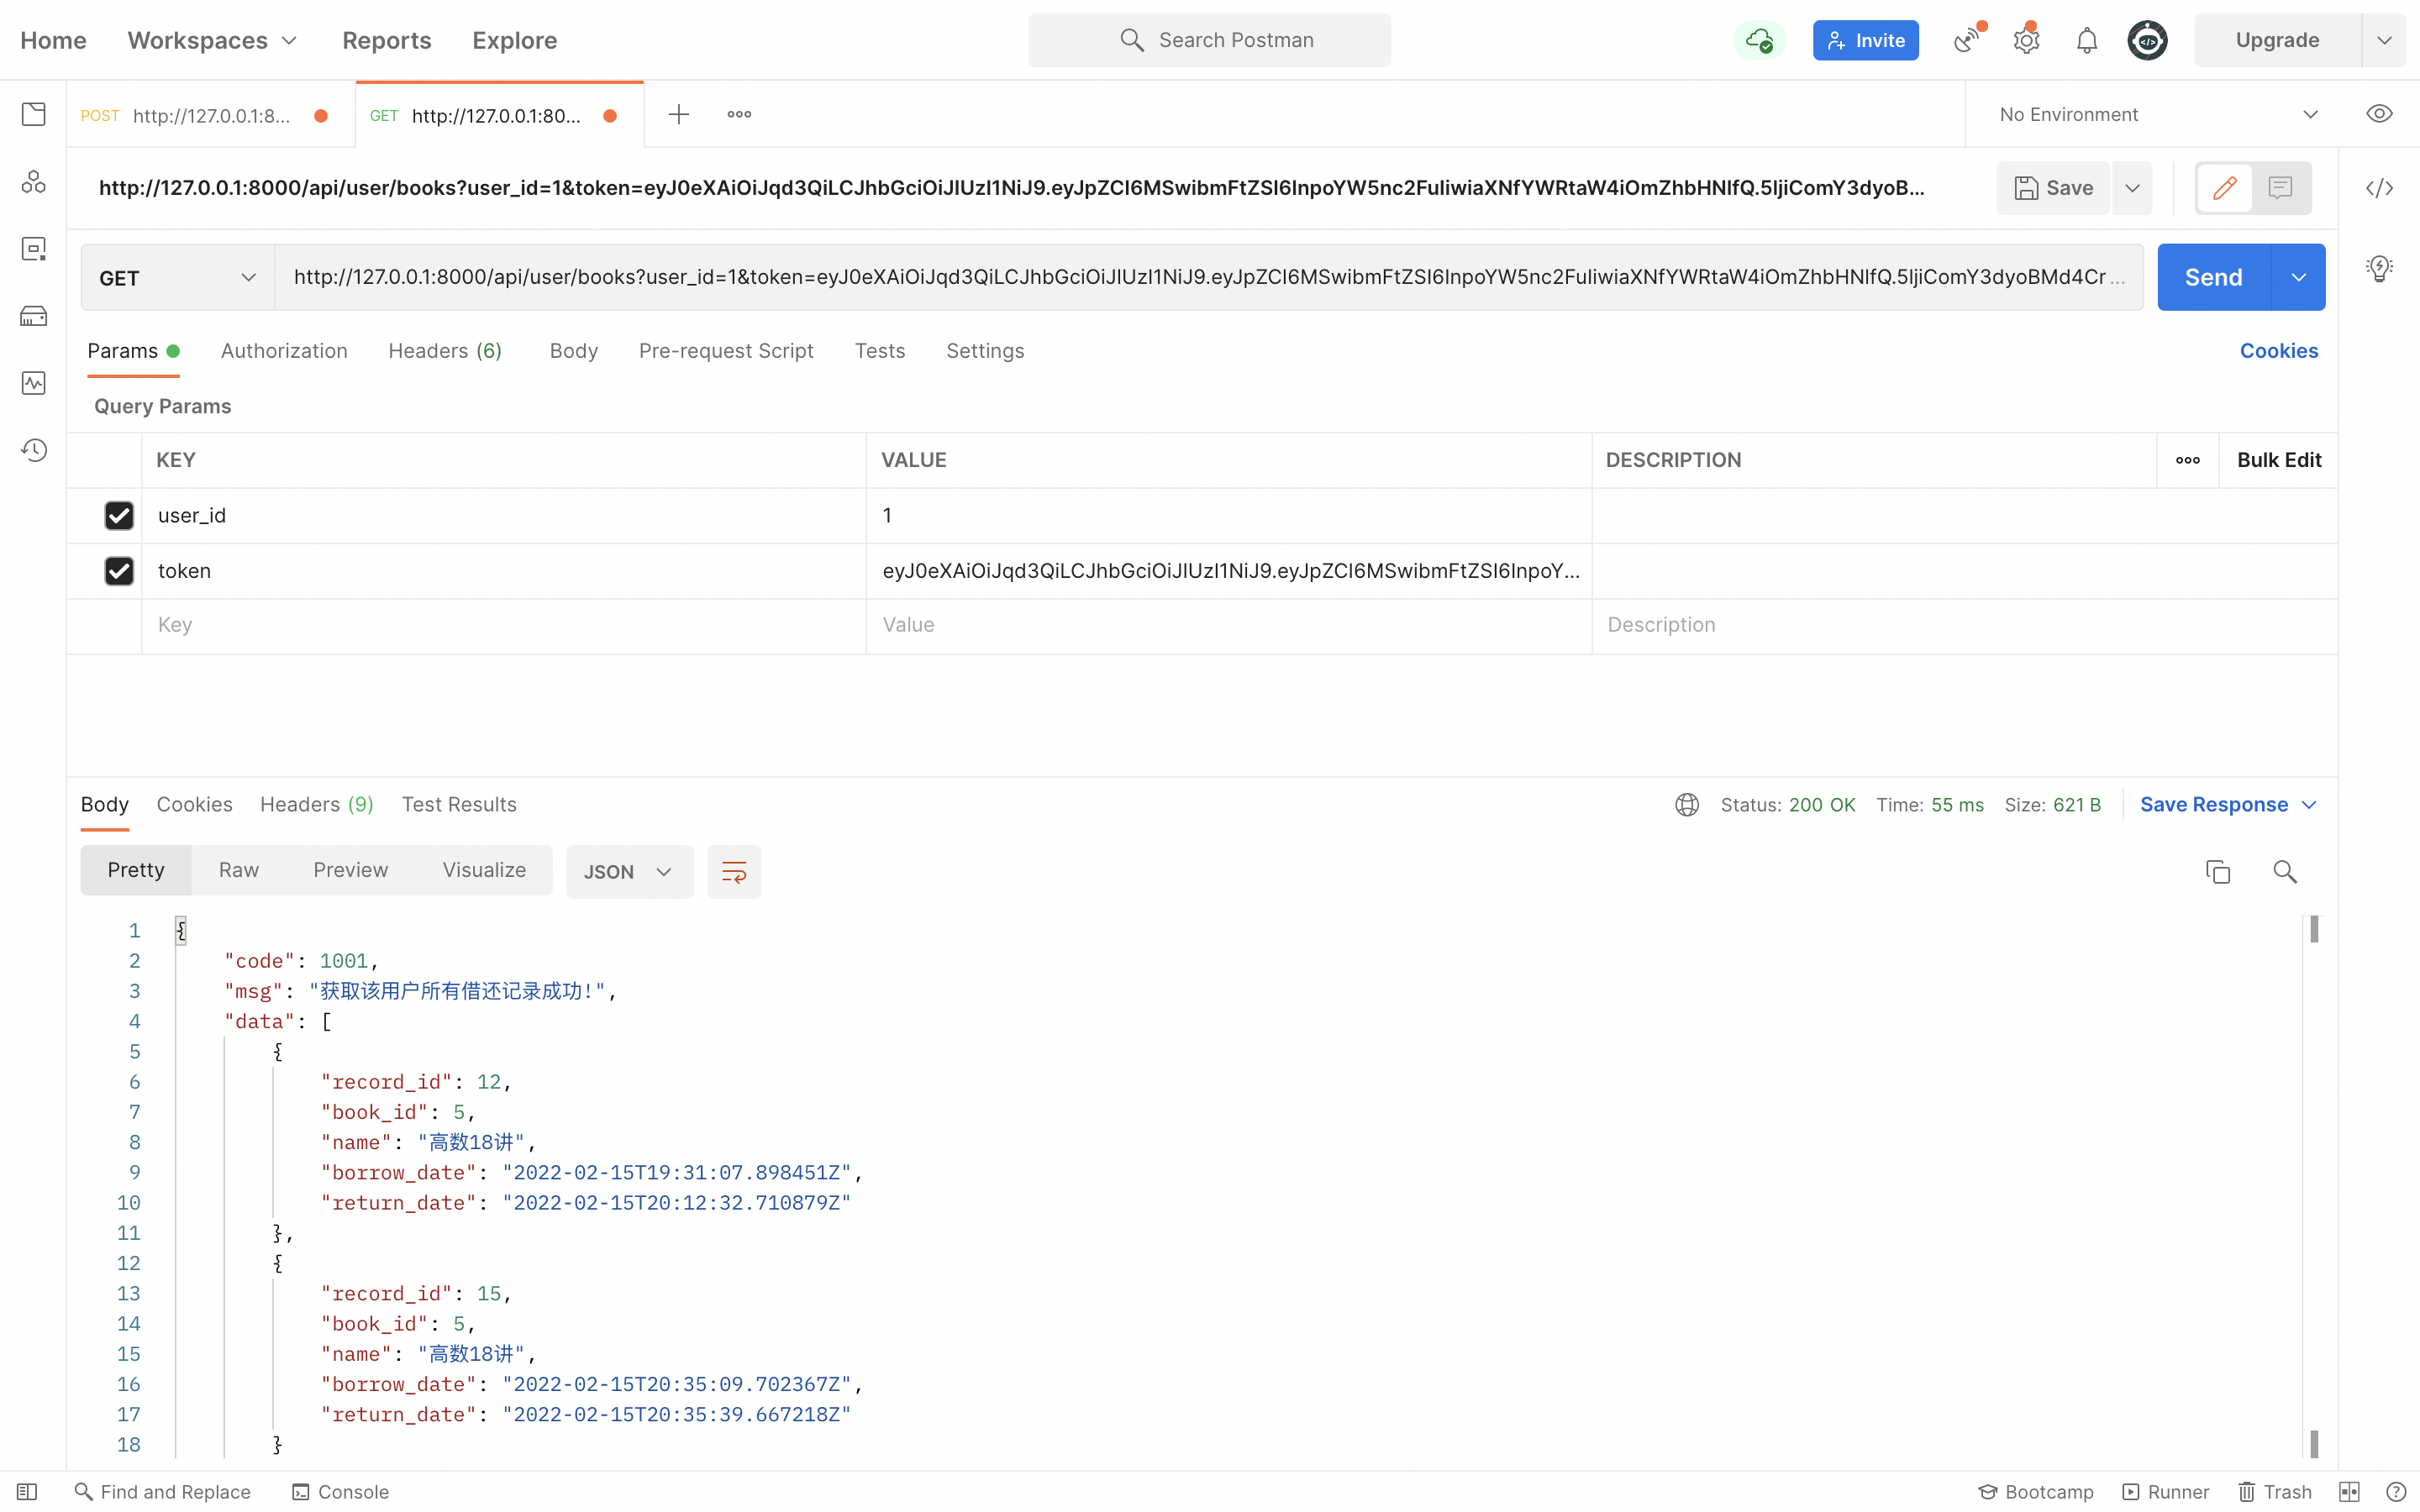 Home Workspaces Reports Explore Search Postman Invite Upgrade
POST http://127.0.0.1:8... GET http://127.0.0.1:80... No Environment
http://127.0.0.1:8000/api/user/books?user_id=1&token=eyJ0eXAiOiJqd3QiLCJhbGciOiJIUzI1NiJ9.eyJpZCI6MSwibmFtZSI6InpoYW5nc2FuIiwiaXNfYWRtaW4iOmZhbHNlfQ.5ljiComY3dyoB... Save
GET http://127.0.0.1:8000/api/user/books?user_id=1&token=eyJ0eXAiOiJqd3QiLCJhbGciOiJIUzI1NiJ9.eyJpZCI6MSwibmFtZSI6InpoYW5nc2FuIiwiaXNfYWRtaW4iOmZhbHNlfQ.5ljiComY3dyoBMd4Cr... Send
Params Authorization Headers (6) Body Pre-request Script Tests Settings Cookies
Query Params
KEY VALUE DESCRIPTION Bulk Edit
user_id 1
token eyJ0eXAiOiJqd3QiLCJhbGciOiJIUzI1NiJ9.eyJpZCI6MSwibmFtZSI6InpoY...
Key Value Description
Body Cookies Headers (9) Test Results Status: 200 OK Time: 55 ms Size: 621 B Save Response
Pretty Raw Preview Visualize JSON
1 {
2 "code": 1001,
3 "msg": "获取该用户所有借还记录成功!",
4 "data": [
5 {
6 "record_id": 12,
7 "book_id": 5,
8 "name": "高数18讲",
9 "borrow_date": "2022-02-15T19:31:07.898451Z",
10 "return_date": "2022-02-15T20:12:32.710879Z"
11 },
12 {
13 "record_id": 15,
14 "book_id": 5,
15 "name": "高数18讲",
16 "borrow_date": "2022-02-15T20:35:09.702367Z",
17 "return_date": "2022-02-15T20:35:39.667218Z"
18 }
Find and Replace Console Bootcamp Runner Trash